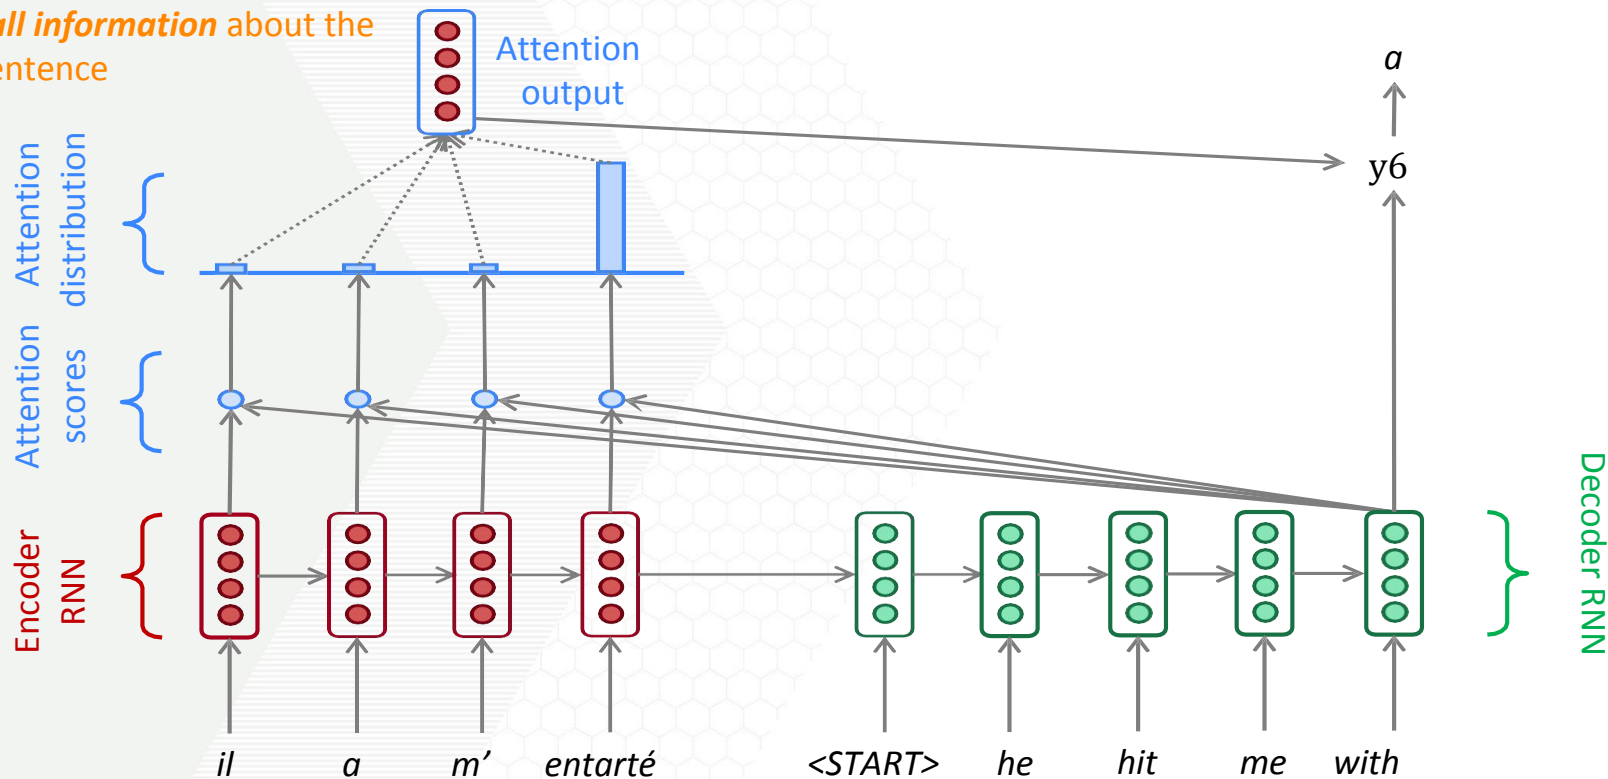 all information about the
entence
Attention
output
a
y6
Attention
distribution
Attention
scores
Encoder
RNN
Decoder RNN
il a m’ entarté <START> he hit me with